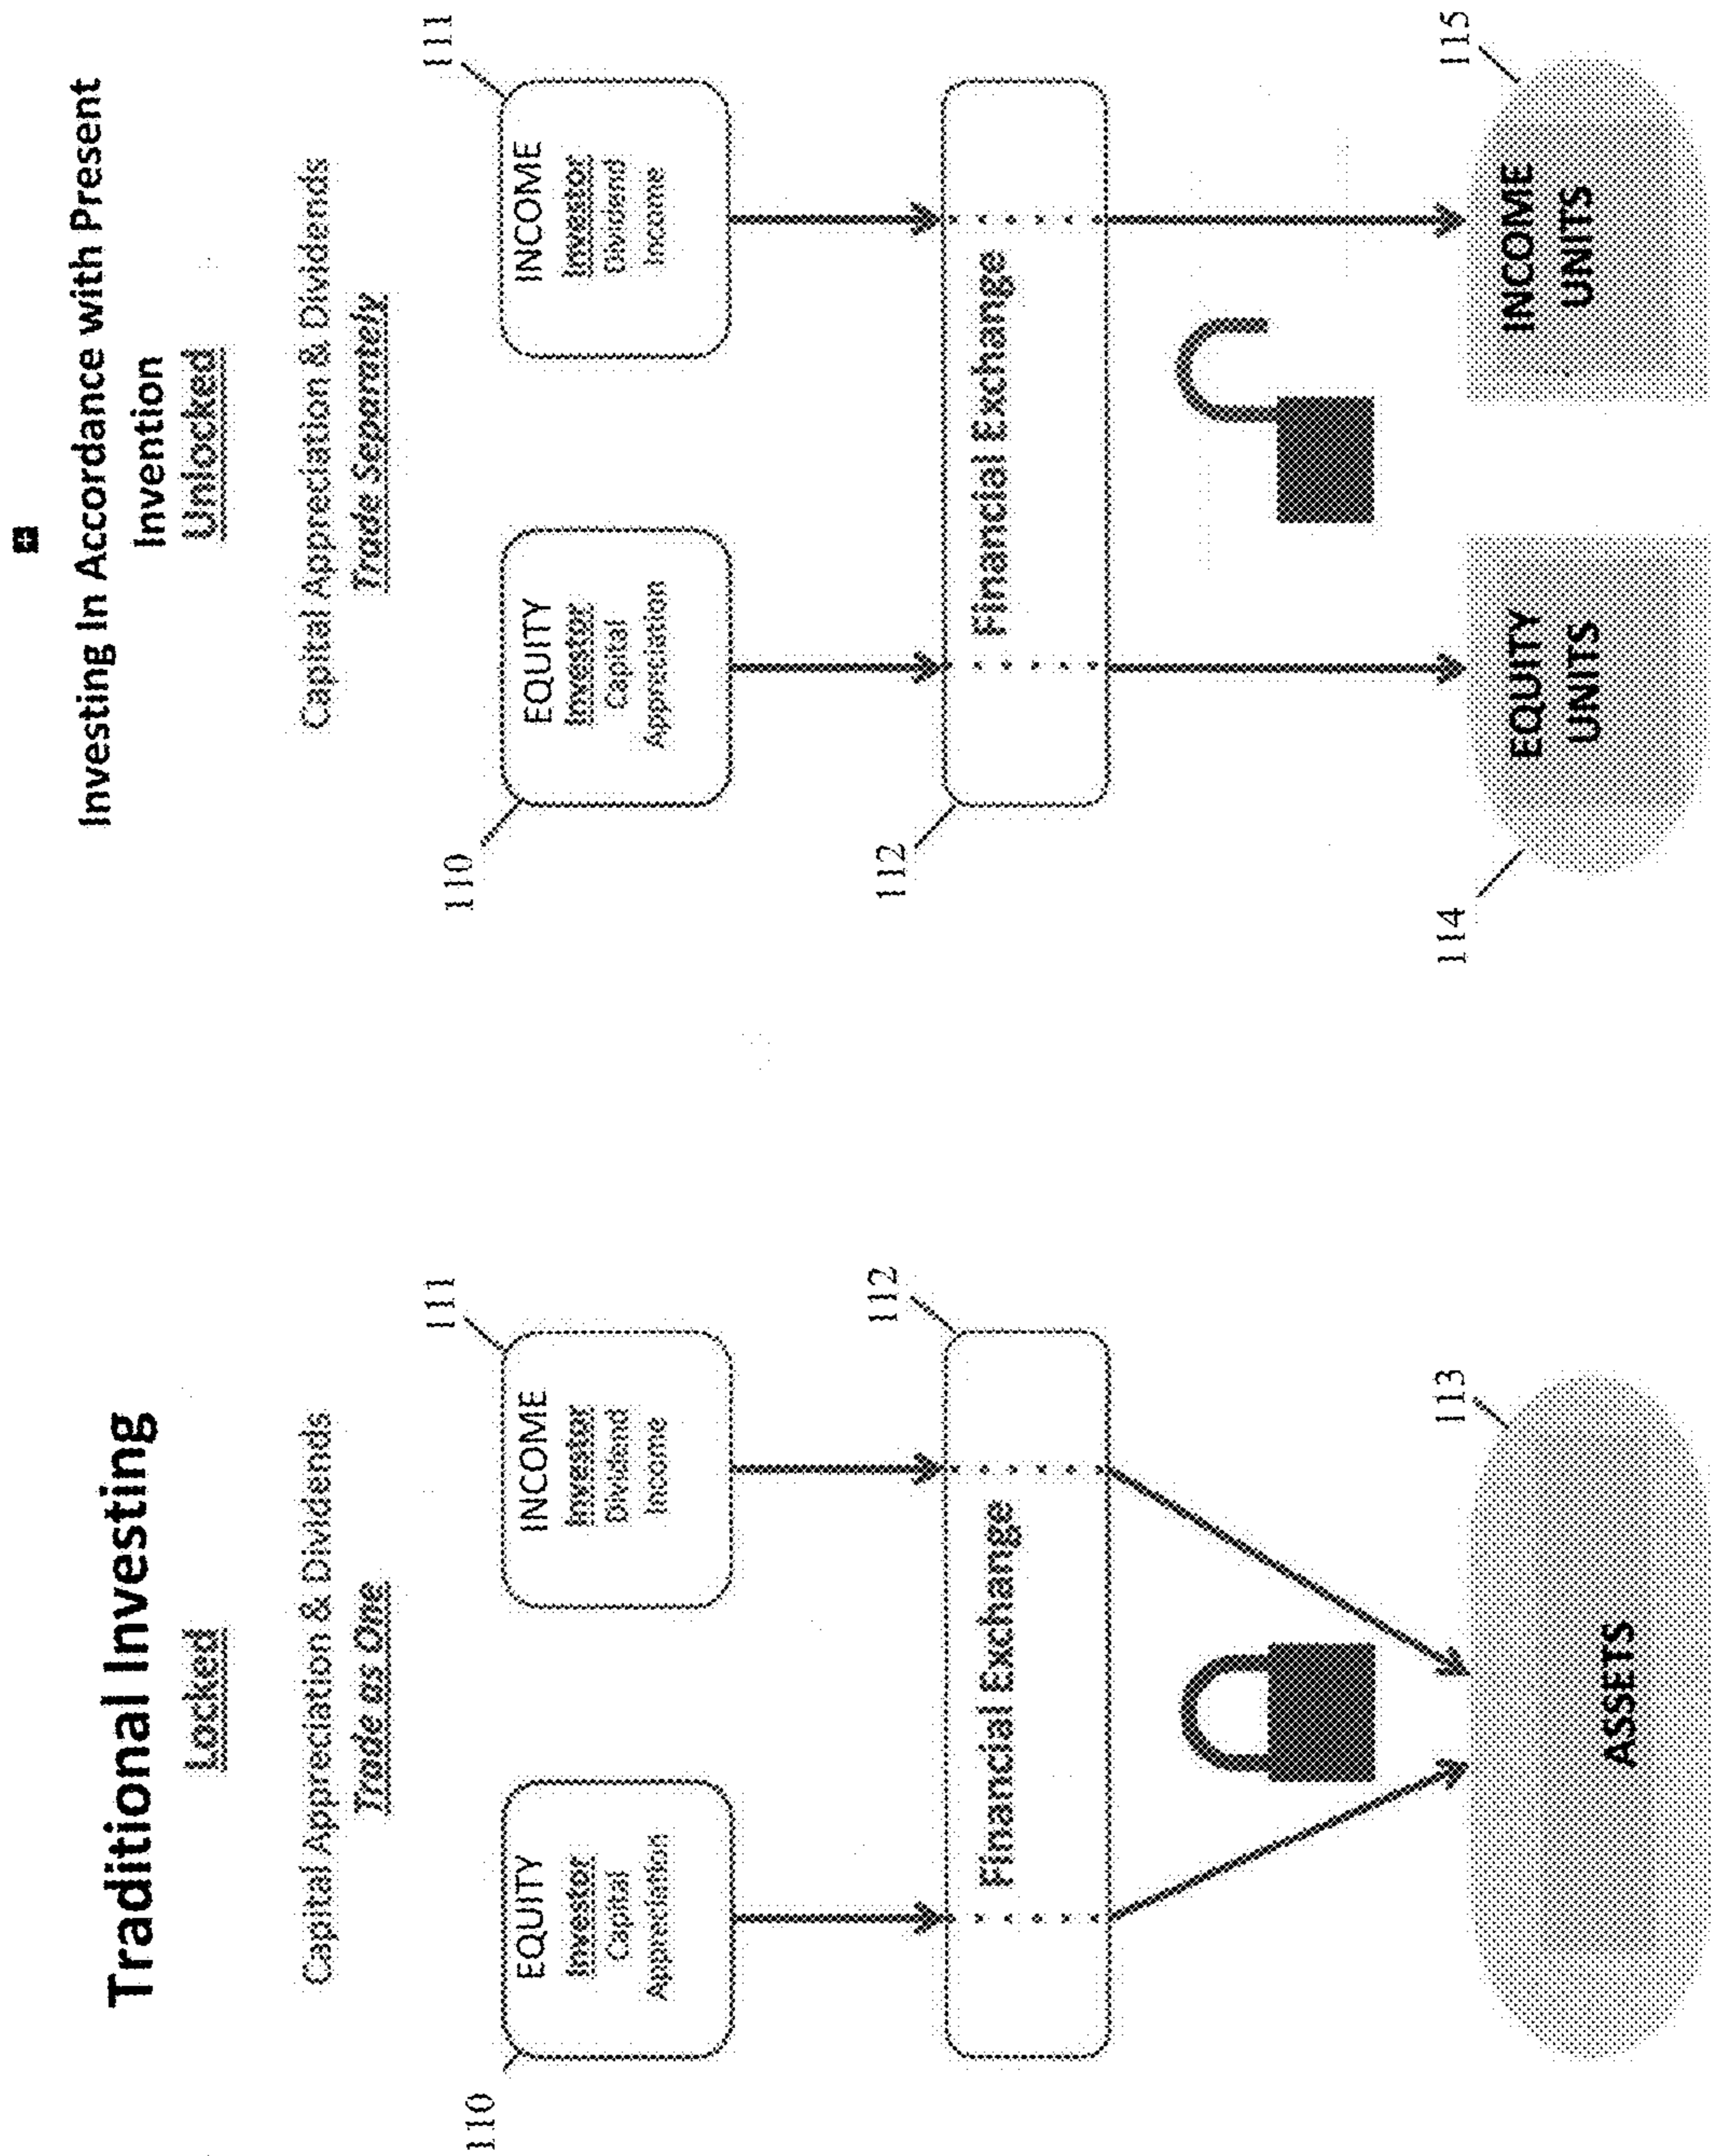 Traditional Investing
Locked
Capital Appreciation & Dividends
Trade as One
110
EQUITY
Investor
Capital
Appreciation
111
INCOME
Investor
Dividend
Income
112
Financial Exchange
113
ASSETS
Investing In Accordance with Present
Invention
Unlocked
Capital Appreciation & Dividends
Trade Separately
110
EQUITY
Investor
Capital
Appreciation
111
INCOME
Investor
Dividend
Income
112
Financial Exchange
114
EQUITY
UNITS
115
INCOME
UNITS